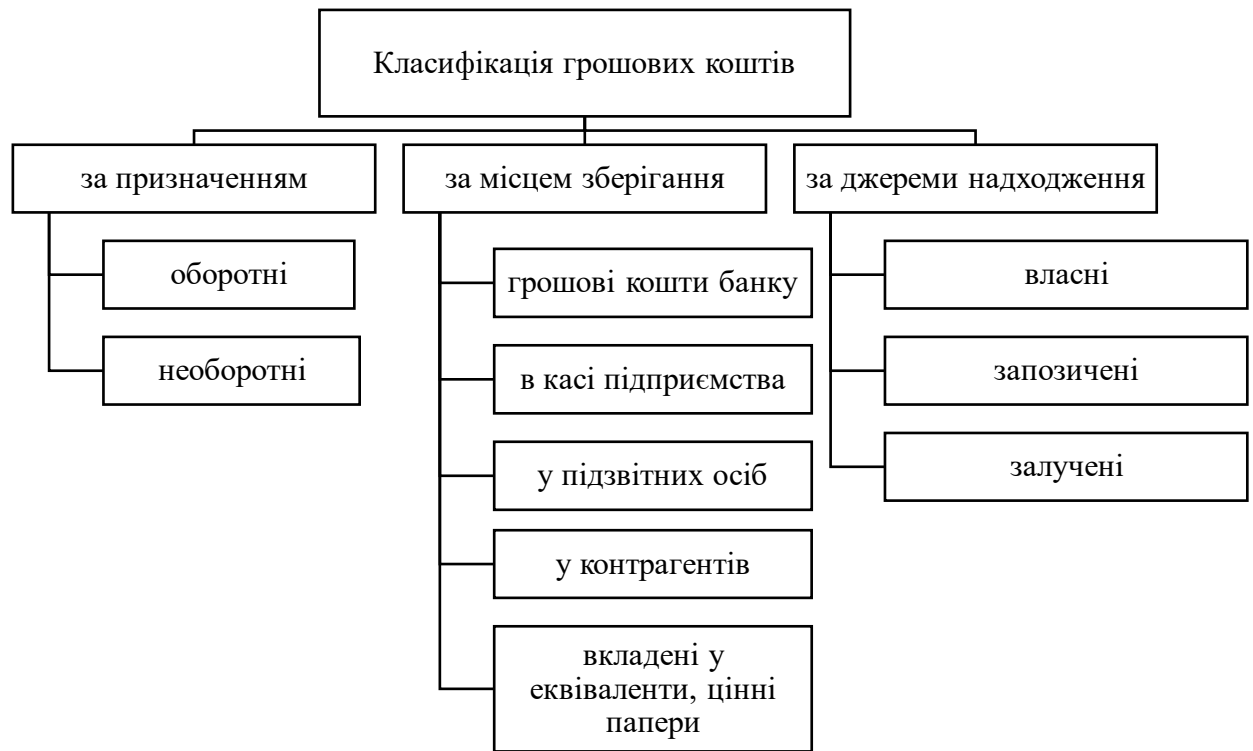 Класифікація грошових коштів
за призначенням
оборотні
необоротні
за місцем зберігання
грошові кошти банку
в касі підприємства
у підзвітних осіб
у контрагентів
вкладені у
еквіваленти, цінні
папери
за джереми надходження
власні
запозичені
залучені